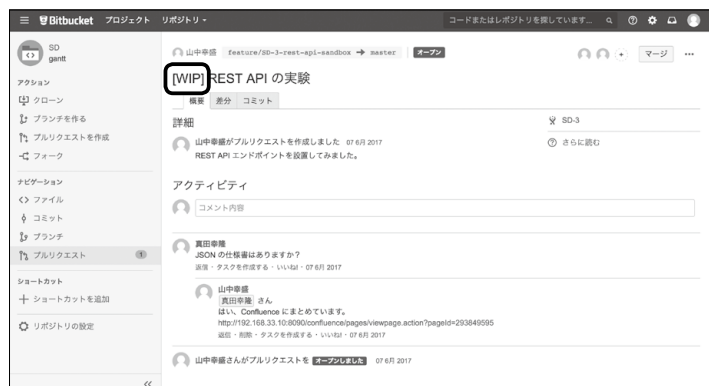 Bitbucket プロジェクト リポジトリ コードまたはレポジトリを探しています...
SD
gantt
アクション
クローン
ブランチを作る
プルリクエストを作成
フォーク
ナビゲーション
ファイル
コミット
ブランチ
プルリクエスト 1
ショートカット
ショートカットを追加
リポジトリの設定
山中幸盛 feature/SD-3-rest-api-sandbox → master オープン マージ
[WIP] REST API の実験
概要 差分 コミット
詳細
山中幸盛がプルリクエストを作成しました 07 6月 2017
REST API エンドポイントを設置してみました。
SD-3
さらに読む
アクティビティ
コメント内容
真田幸隆
JSON の仕様書はありますか?
返信・タスクを作成する・いいね!・07 6月 2017
山中幸盛
真田幸隆 さん
はい、Confluence にまとめています。
http://192.168.33.10:8090/confluence/pages/viewpage.action?pageId=293849595
返信・削除・タスクを作成する・いいね!・07 6月 2017
山中幸盛さんがプルリクエストを オープンしました 07 6月 2017